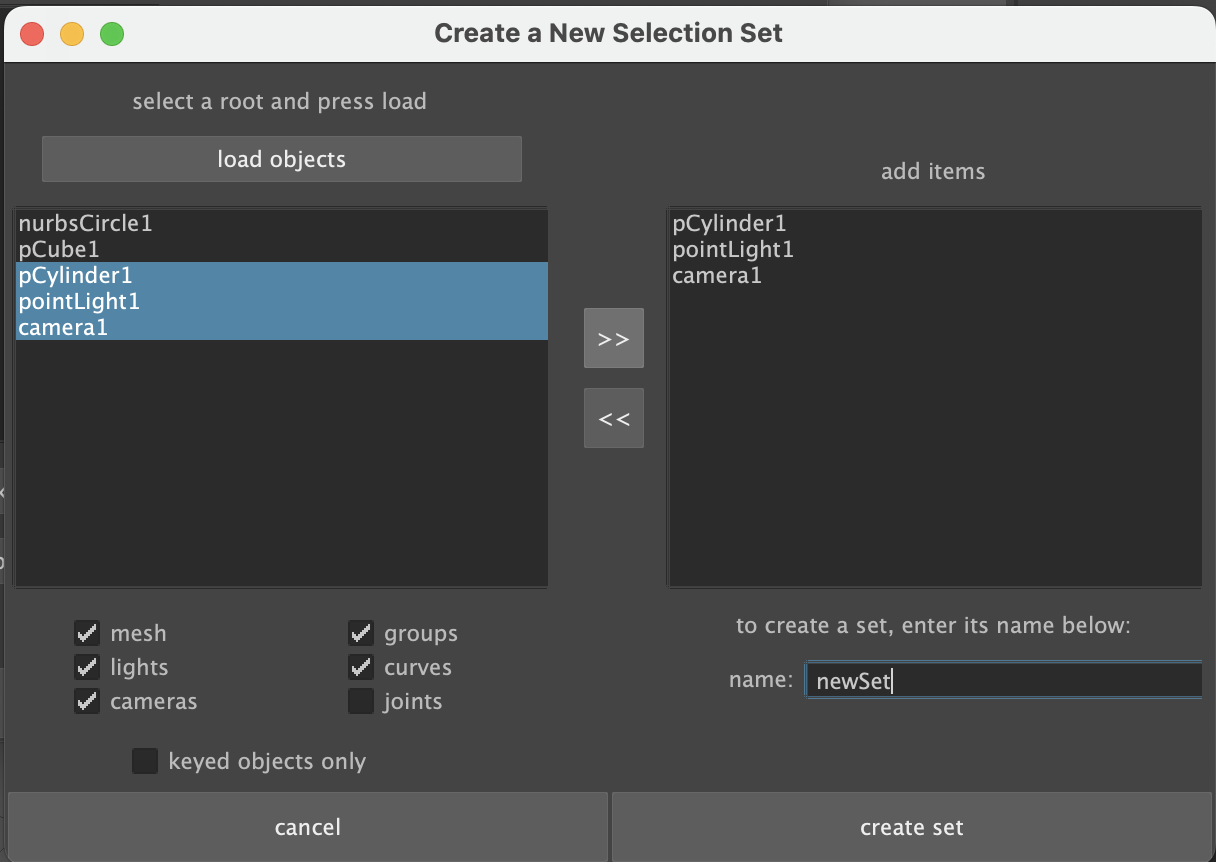 Create a New Selection Set
select a root and press load
load objects
add items
nurbsCircle1
pCube1
pCylinder1
pointLight1
camera1
>>
<<
pCylinder1
pointLight1
camera1
mesh
groups
lights
curves
cameras
joints
keyed objects only
to create a set, enter its name below:
name: newSet
cancel
create set